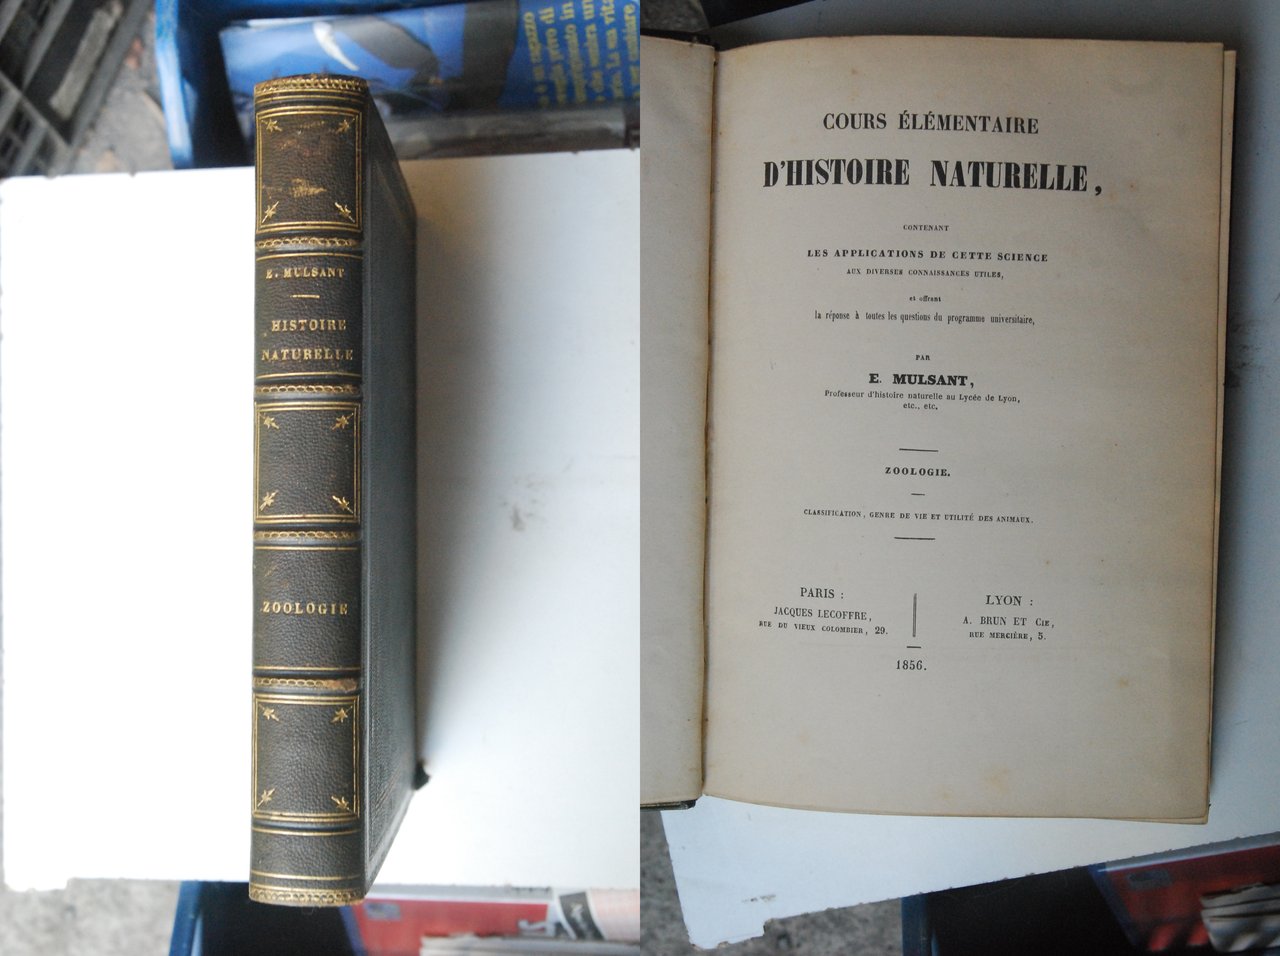 E. MULSANT
HISTOIRE
NATURELLE
ZOOLOGIE
COURS ÉLÉMENTAIRE
D'HISTOIRE NATURELLE,
CONTENANT
LES APPLICATIONS DE CETTE SCIENCE
AUX DIVERSES CONNAISSANCES UTILES,
et offrant
la réponse à toutes les questions du programme universitaire,
PAR
E. MULSANT,
Professeur d'histoire naturelle au Lycée de Lyon,
etc., etc.
ZOOLOGIE.
CLASSIFICATION, GENRE DE VIE ET UTILITÉ DES ANIMAUX.
PARIS :
JACQUES LECOFFRE,
RUE DU VIEUX COLOMBIER, 29.
LYON :
A. BRUN ET Cie,
RUE MERCIÈRE, 5.
1856.